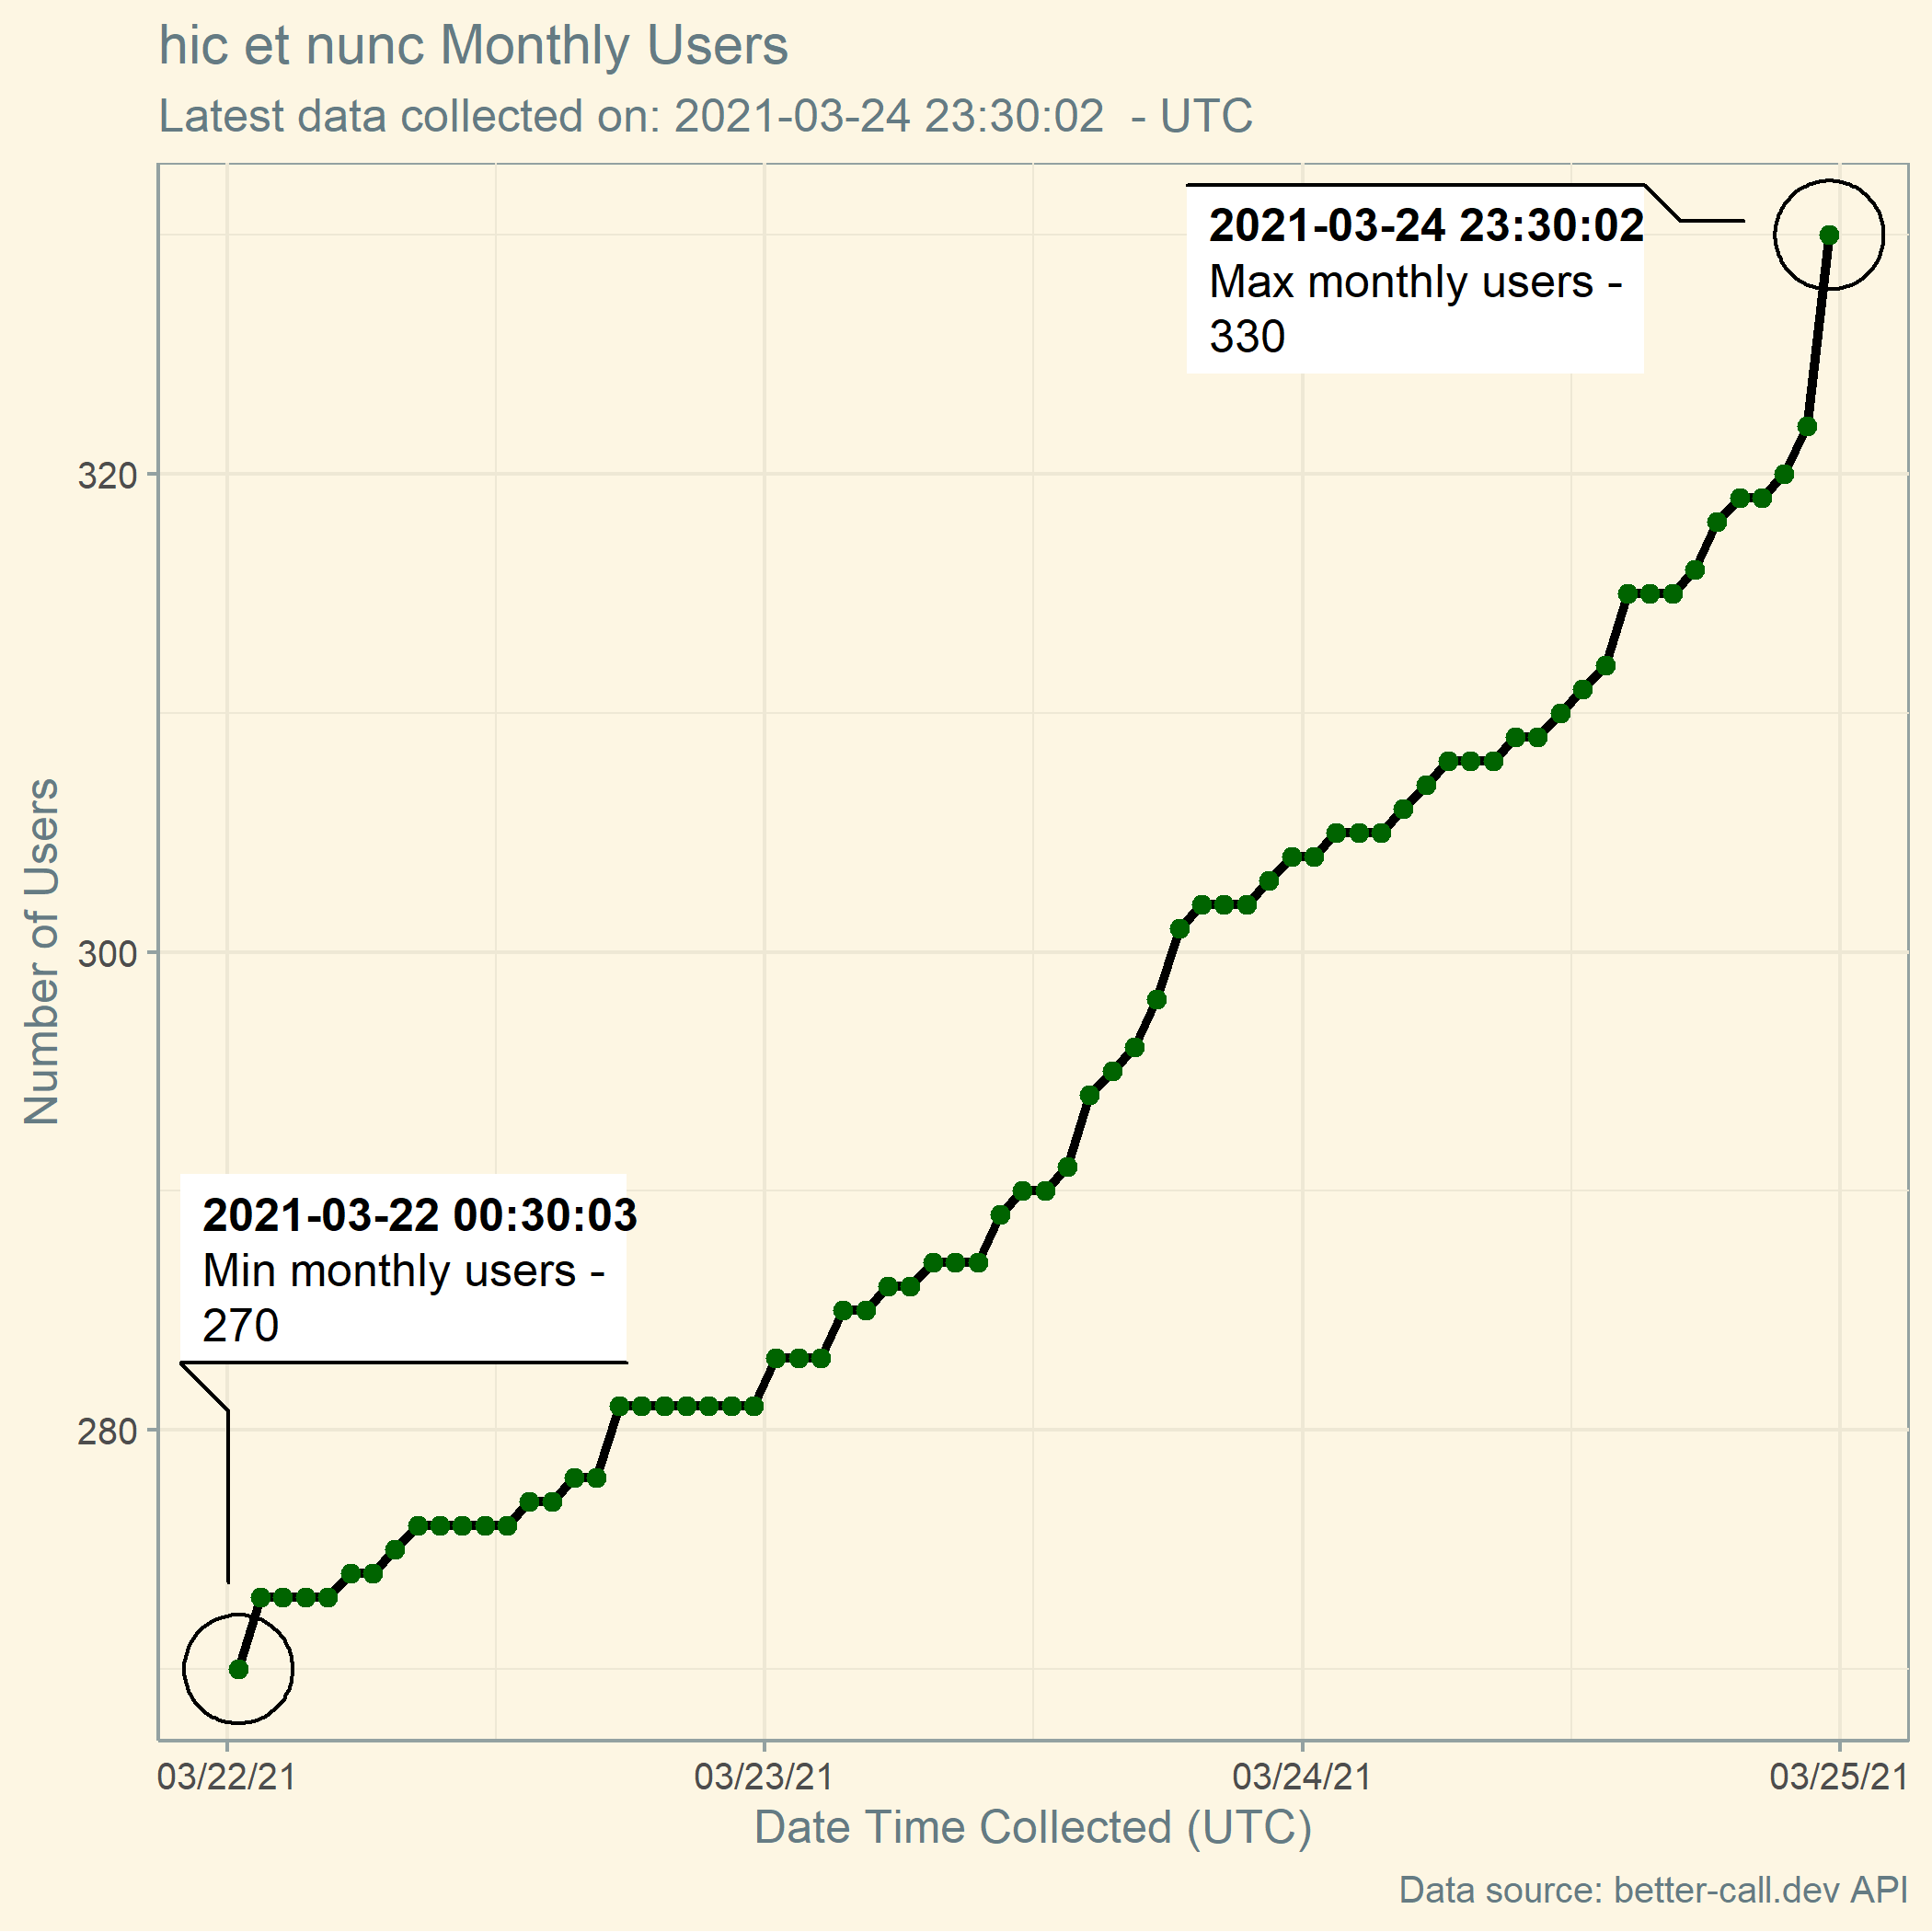 hic et nunc Monthly Users
Latest data collected on: 2021-03-24 23:30:02  - UTC
2021-03-24 23:30:02
Max monthly users -
330
320
300
280
Number of Users
2021-03-22 00:30:03
Min monthly users -
270
03/22/21
03/23/21
03/24/21
03/25/21
Date Time Collected (UTC)
Data source: better-call.dev API